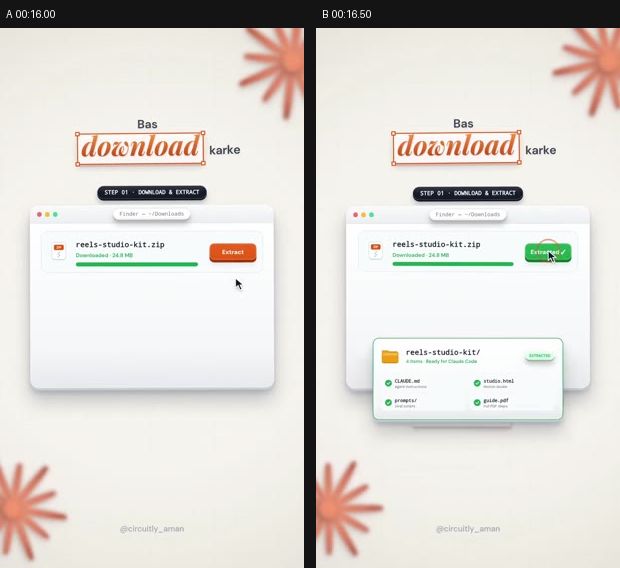 A 00:16.00
Bas
download karke
STEP 01 · DOWNLOAD & EXTRACT
Finder — ~/Downloads
reels-studio-kit.zip
Downloaded · 24.8 MB
Extract
@circuitly_aman
B 00:16.50
Bas
download karke
STEP 01 · DOWNLOAD & EXTRACT
Finder — ~/Downloads
reels-studio-kit.zip
Downloaded · 24.8 MB
Extracted ✓
reels-studio-kit/
4 items · Ready for Claude Code
EXTRACTED
CLAUDE.md
studio.html
prompts/
guide.pdf
@circuitly_aman